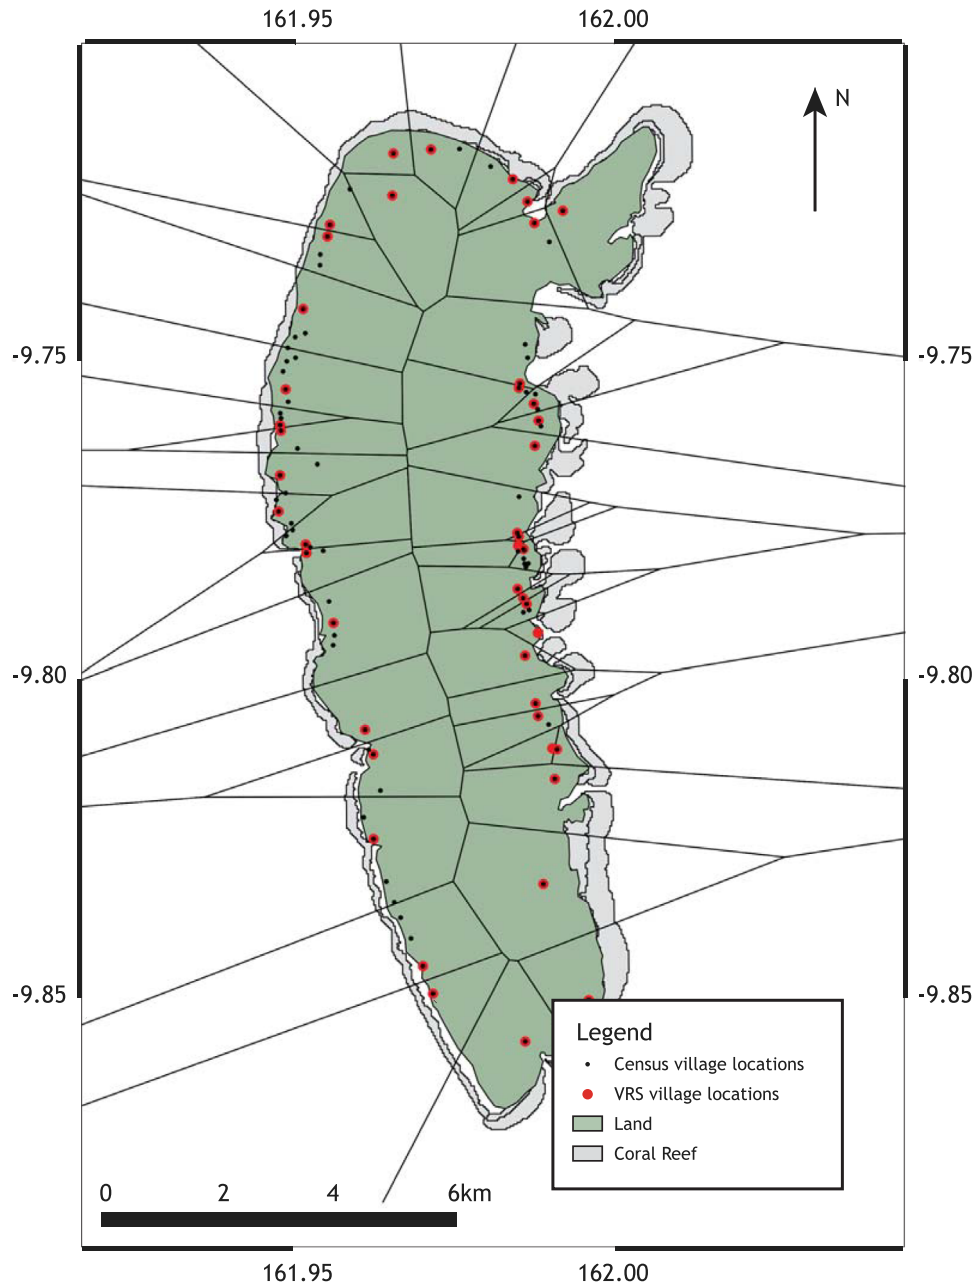 161.95 162.00
N
-9.75 -9.75
-9.80 -9.80
-9.85 -9.85
Legend
Census village locations
VRS village locations
Land
Coral Reef
0 2 4 6km
161.95 162.00